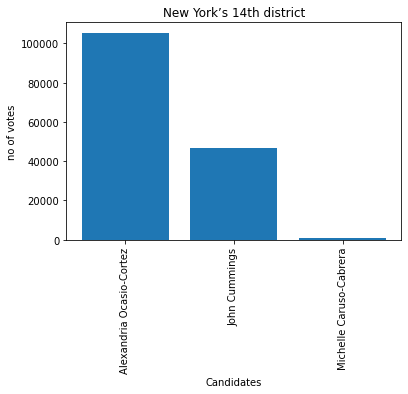 New York’s 14th district
no of votes
100000
80000
60000
40000
20000
0
Alexandria Ocasio-Cortez
John Cummings
Michelle Caruso-Cabrera
Candidates